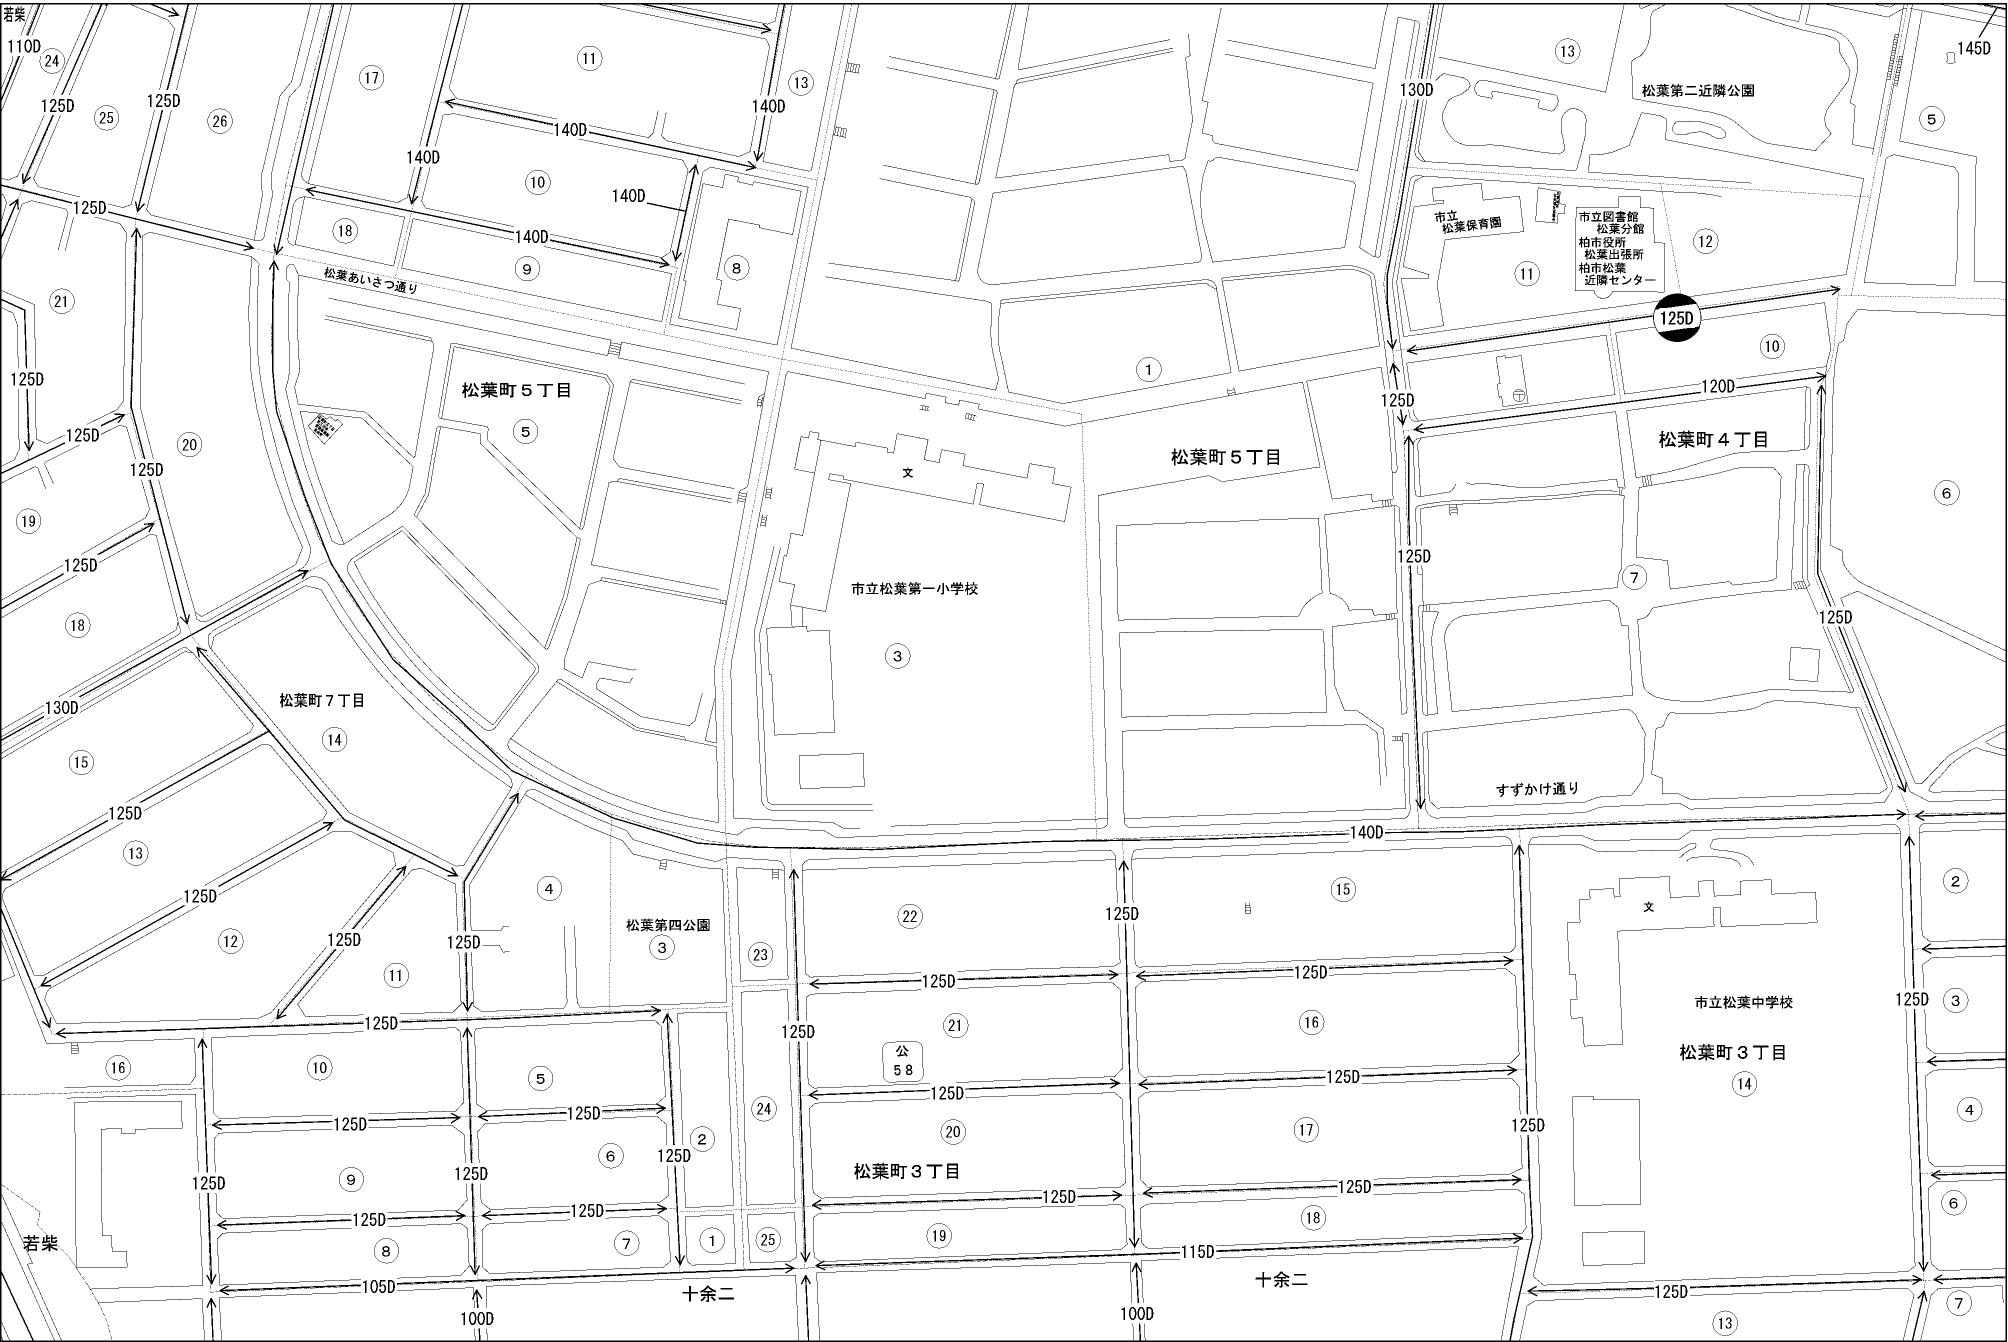 若柴
110D
24
125D
25
125D
26
17
11
140D
13
140D
140D
10
140D
18
140D
9
8
松葉あいさつ通り
125D
21
125D
125D
20
125D
19
125D
18
130D
15
125D
13
125D
12
125D
11
125D
松葉町７丁目
14
松葉町５丁目
5
文
市立松葉第一小学校
3
1
松葉町５丁目
130D
13
松葉第二近隣公園
145D
5
市立
松葉保育園
11
市立図書館
松葉分館
柏市役所
松葉出張所
柏市松葉
近隣センター
12
125D
10
120D
125D
松葉町４丁目
6
125D
7
125D
すずかけ通り
140D
4
松葉第四公園
3
23
22
125D
15
125D
125D
125D
21
16
公
58
125D
125D
24
20
松葉町３丁目
17
125D
125D
19
18
25
1
115D
十余二
125D
文
市立松葉中学校
松葉町３丁目
14
125D
2
3
4
6
7
125D
13
125D
16
10
5
125D
125D
2
125D
9
6
125D
125D
125D
125D
8
7
105D
十余二
100D
100D
若柴